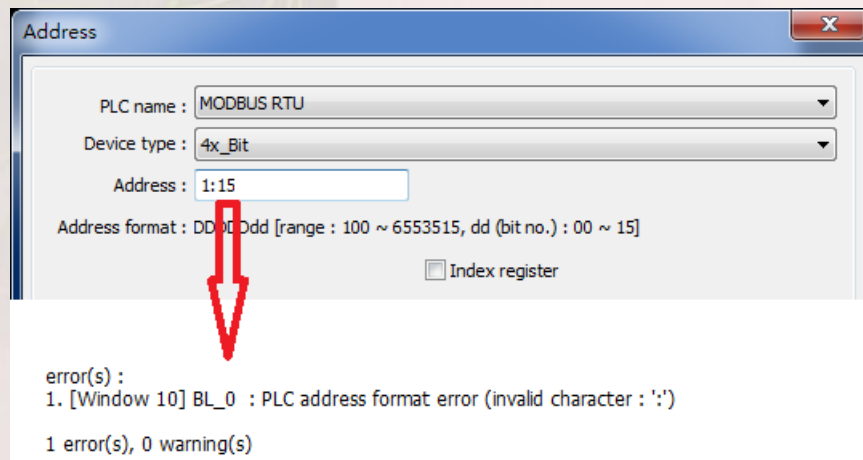 Address
PLC name : MODBUS RTU
Device type : 4x_Bit
Address : 1:15
Address format : DDDDDdd [range : 100 ~ 6553515, dd (bit no.) : 00 ~ 15]
Index register
error(s) :
1. [Window 10] BL_0 : PLC address format error (invalid character : ':')
1 error(s), 0 warning(s)